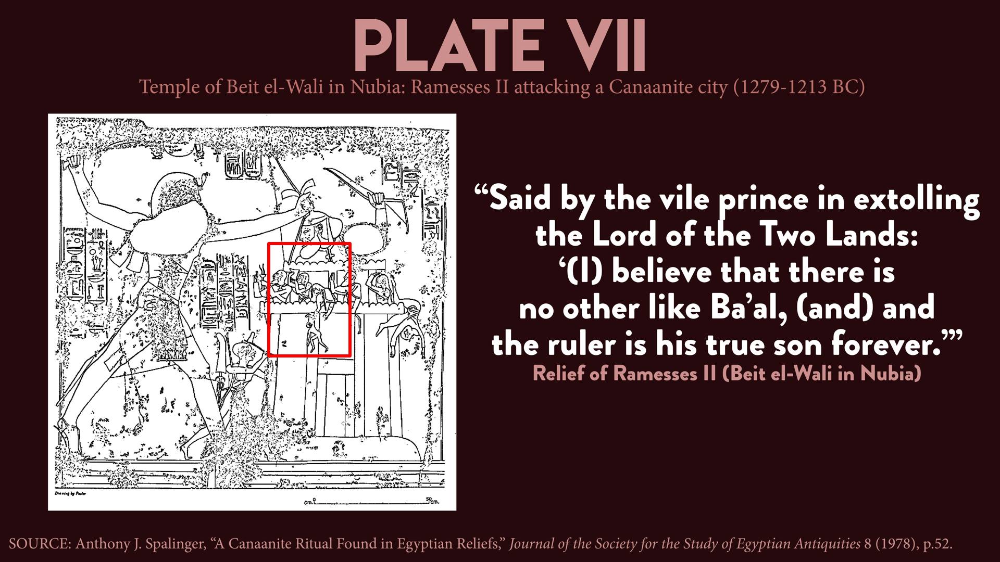 PLATE VII
Temple of Beit el-Wali in Nubia: Ramesses II attacking a Canaanite city (1279-1213 BC)
“Said by the vile prince in extolling
the Lord of the Two Lands:
‘(I) believe that there is
no other like Ba’al, (and) and
the ruler is his true son forever.’”
Relief of Ramesses II (Beit el-Wali in Nubia)
Drawing by Foster
cm. 0 50 cm.
SOURCE: Anthony J. Spalinger, “A Canaanite Ritual Found in Egyptian Reliefs,” Journal of the Society for the Study of Egyptian Antiquities 8 (1978), p.52.